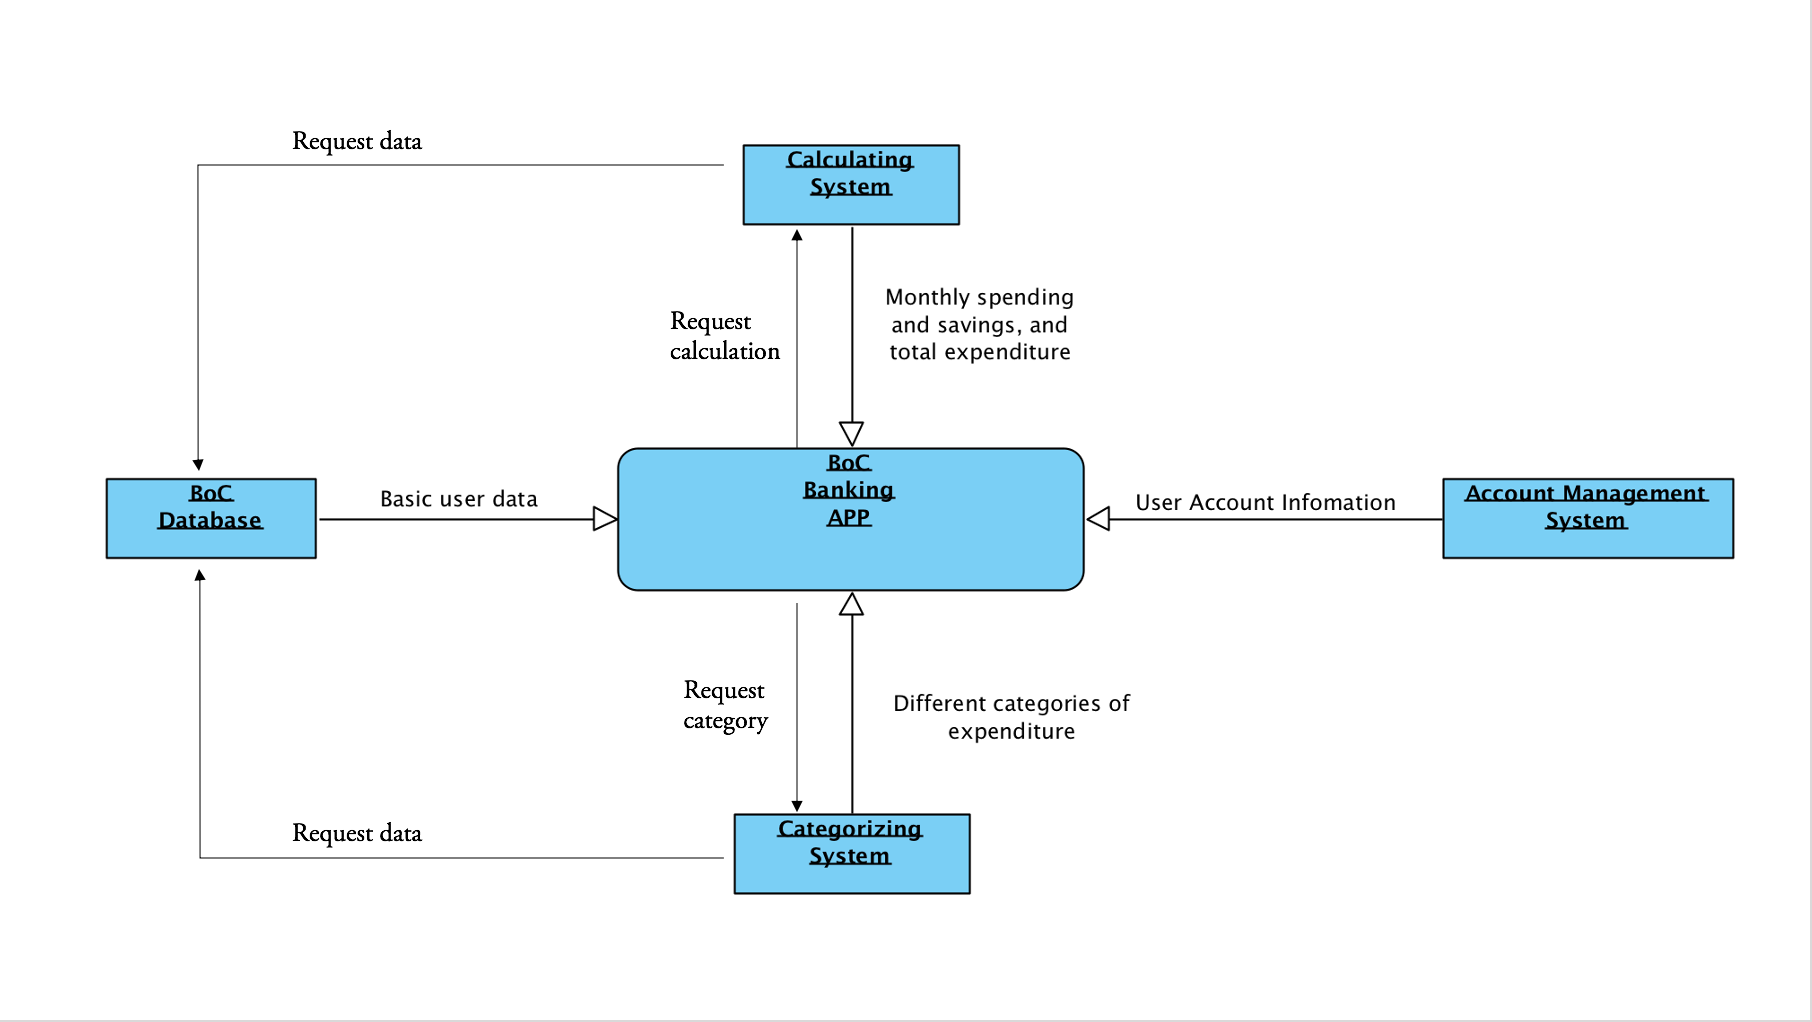 Request data
Calculating
System
Request
calculation
Monthly spending
and savings, and
total expenditure
BoC
Database
Basic user data
BoC
Banking
APP
User Account Infomation
Account Management
System
Request
category
Different categories of
expenditure
Request data
Categorizing
System